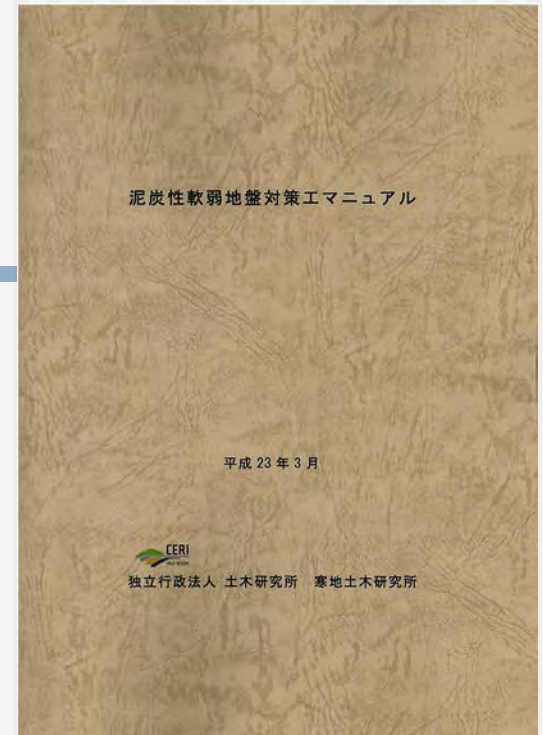 泥炭性軟弱地盤対策工マニュアル
平成 23 年 3 月
CERI
独立行政法人 土木研究所 寒地土木研究所